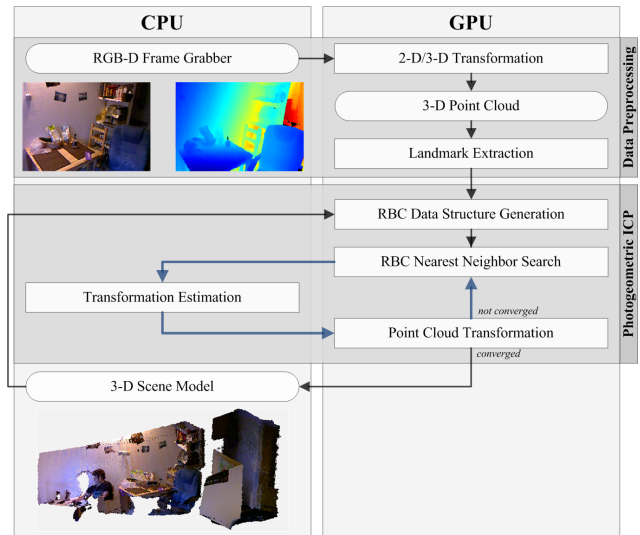 CPU
GPU
RGB-D Frame Grabber
2-D/3-D Transformation
3-D Point Cloud
Landmark Extraction
Data Preprocessing
RBC Data Structure Generation
RBC Nearest Neighbor Search
Transformation Estimation
not converged
Point Cloud Transformation
converged
Photogeometric ICP
3-D Scene Model